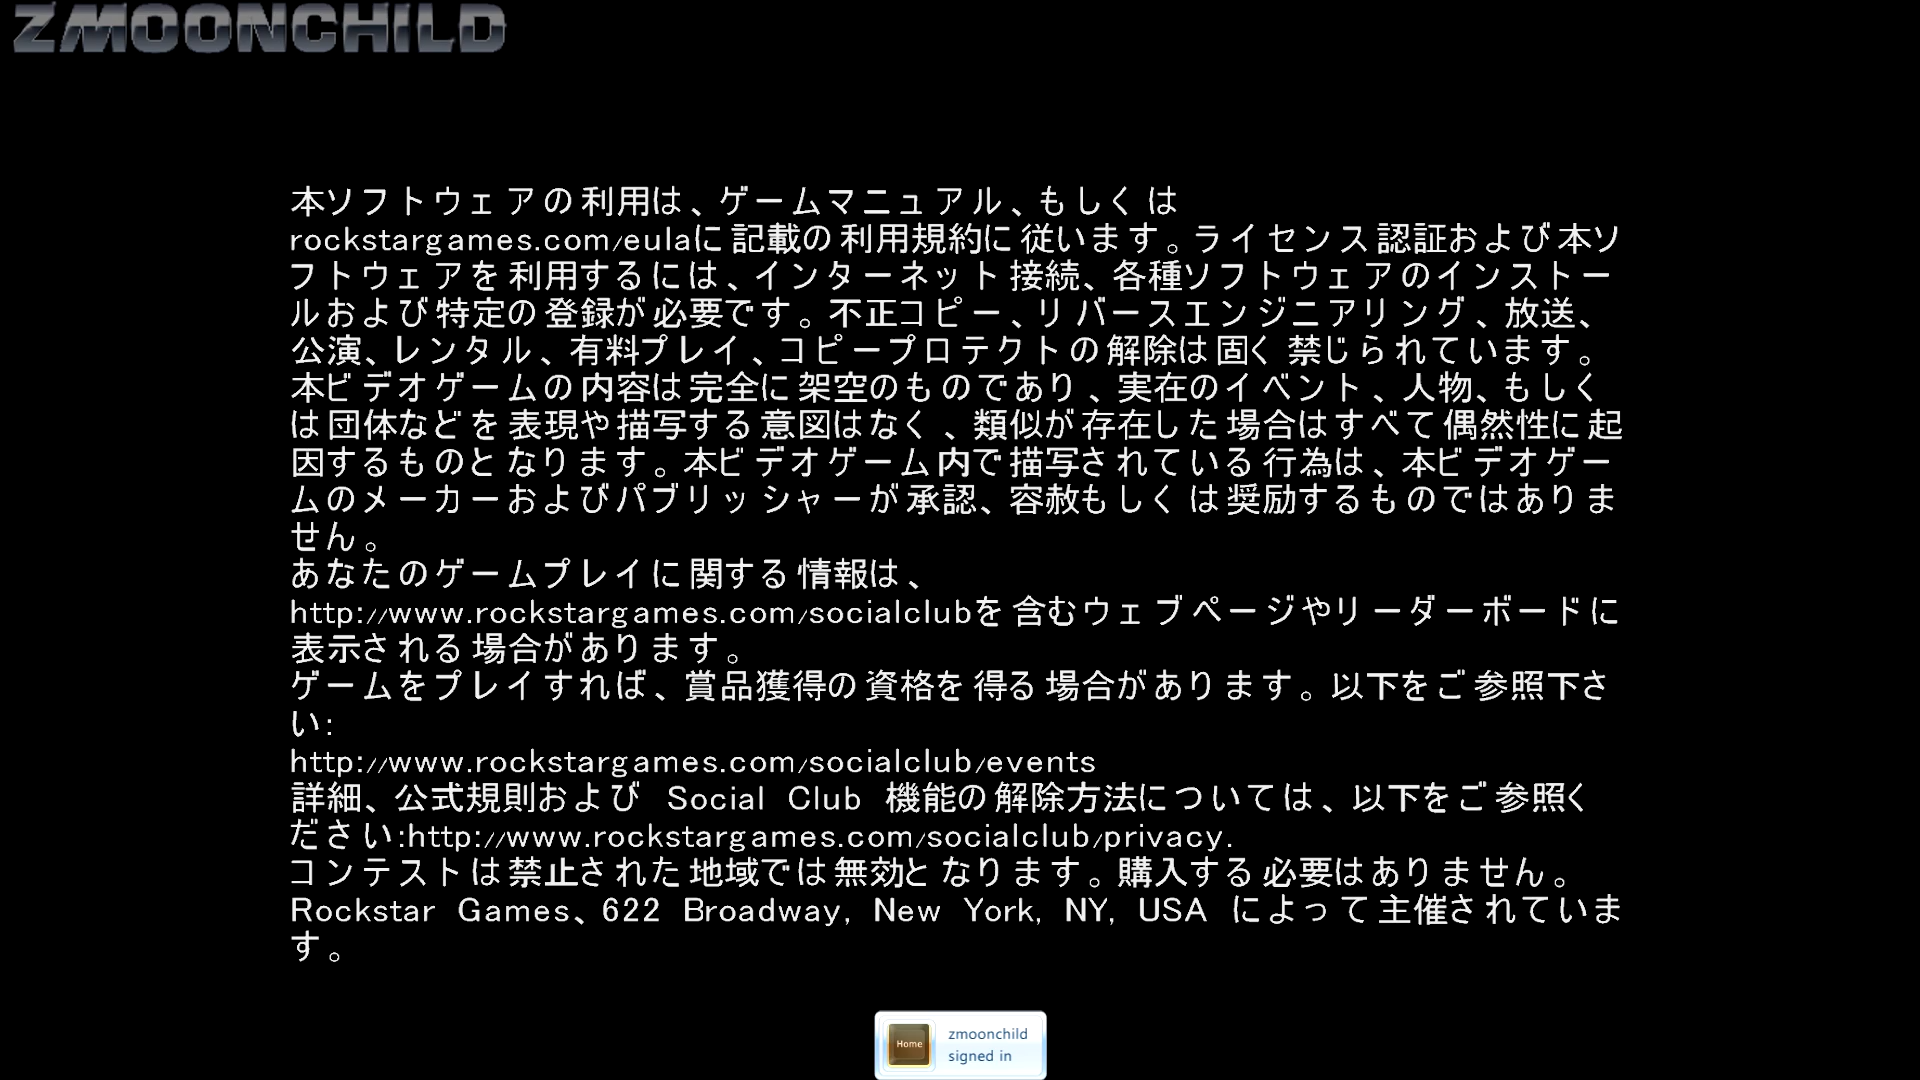 ZMOONCHILD
本ソフトウェアの利用は、ゲームマニュアル、もしくは
rockstargames.com/eulaに記載の利用規約に従います。ライセンス認証および本ソ
フトウェアを利用するには、インターネット接続、各種ソフトウェアのインストー
ルおよび特定の登録が必要です。不正コピー、リバースエンジニアリング、放送、
公演、レンタル、有料プレイ、コピープロテクトの解除は固く禁じられています。
本ビデオゲームの内容は完全に架空のものであり、実在のイベント、人物、もしく
は団体などを表現や描写する意図はなく、類似が存在した場合はすべて偶然性に起
因するものとなります。本ビデオゲーム内で描写されている行為は、本ビデオゲー
ムのメーカーおよびパブリッシャーが承認、容赦もしくは奨励するものではありま
せん。
あなたのゲームプレイに関する情報は、
http://www.rockstargames.com/socialclubを含むウェブページやリーダーボードに
表示される場合があります。
ゲームをプレイすれば、賞品獲得の資格を得る場合があります。以下をご参照下さ
い:
http://www.rockstargames.com/socialclub/events
詳細、公式規則および Social Club 機能の解除方法については、以下をご参照く
ださい:http://www.rockstargames.com/socialclub/privacy.
コンテストは禁止された地域では無効となります。購入する必要はありません。
Rockstar Games、622 Broadway, New York, NY, USA によって主催されていま
す。
Home
zmoonchild
signed in